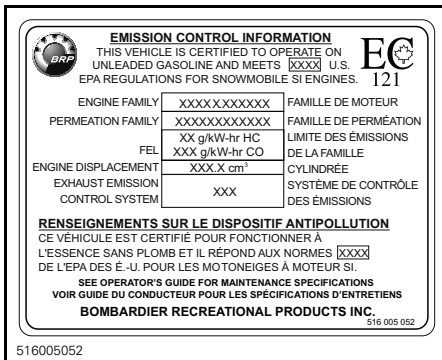 EMISSION CONTROL INFORMATION
THIS VEHICLE IS CERTIFIED TO OPERATE ON
UNLEADED GASOLINE AND MEETS XXXX U.S.
EPA REGULATIONS FOR SNOWMOBILE SI ENGINES.
BRP
EC
121
ENGINE FAMILY XXXXX.XXXXXX FAMILLE DE MOTEUR
PERMEATION FAMILY XXXXXXXXXXXX FAMILLE DE PERMÉATION
XX g/kW-hr HC LIMITE DES ÉMISSIONS
FEL XXX g/kW-hr CO DE LA FAMILLE
ENGINE DISPLACEMENT XXX.X cm³ CYLINDRÉE
EXHAUST EMISSION SYSTÈME DE CONTRÔLE
XXX
CONTROL SYSTEM DES ÉMISSIONS
RENSEIGNEMENTS SUR LE DISPOSITIF ANTIPOLLUTION
CE VÉHICULE EST CERTIFIÉ POUR FONCTIONNER À
L'ESSENCE SANS PLOMB ET IL RÉPOND AUX NORMES XXXX
DE L'EPA DES É.-U. POUR LES MOTONEIGES À MOTEUR SI.
SEE OPERATOR'S GUIDE FOR MAINTENANCE SPECIFICATIONS
VOIR GUIDE DU CONDUCTEUR POUR LES SPÉCIFICATIONS D'ENTRETIENS
BOMBARDIER RECREATIONAL PRODUCTS INC.
516 005 052
516005052